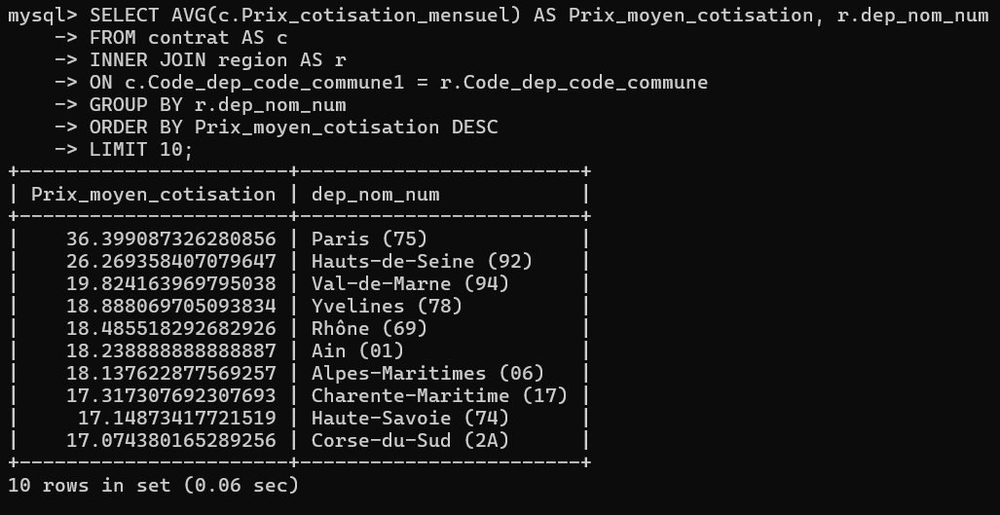 mysql> SELECT AVG(c.Prix_cotisation_mensuel) AS Prix_moyen_cotisation, r.dep_nom_num
    -> FROM contrat AS c
    -> INNER JOIN region AS r
    -> ON c.Code_dep_code_commune1 = r.Code_dep_code_commune
    -> GROUP BY r.dep_nom_num
    -> ORDER BY Prix_moyen_cotisation DESC
    -> LIMIT 10;
+-----------------------+------------------------+
| Prix_moyen_cotisation | dep_nom_num            |
+-----------------------+------------------------+
|    36.399087326280856 | Paris (75)             |
|    26.269358407079647 | Hauts-de-Seine (92)    |
|    19.824163969795038 | Val-de-Marne (94)      |
|    18.888069705093834 | Yvelines (78)          |
|    18.485518292682926 | Rhône (69)             |
|    18.238888888888887 | Ain (01)               |
|    18.137622877569257 | Alpes-Maritimes (06)   |
|    17.317307692307693 | Charente-Maritime (17) |
|     17.14873417721519 | Haute-Savoie (74)      |
|    17.074380165289256 | Corse-du-Sud (2A)      |
+-----------------------+------------------------+
10 rows in set (0.06 sec)